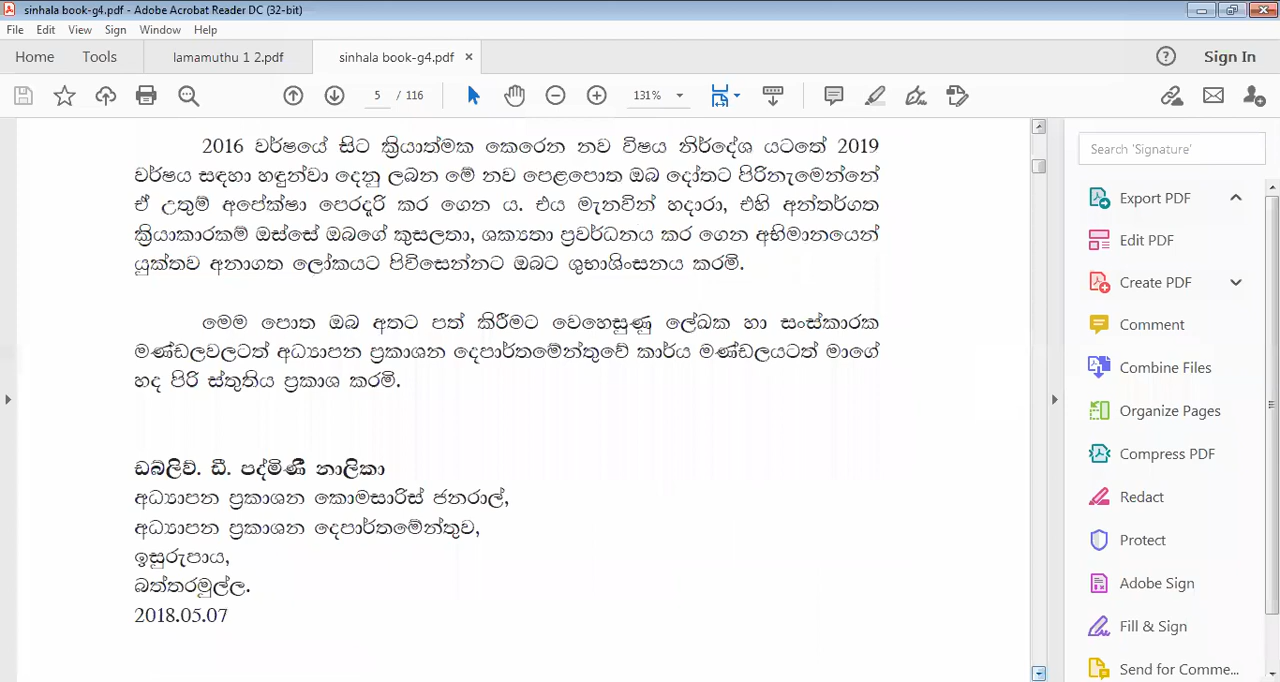 sinhala book-g4.pdf - Adobe Acrobat Reader DC (32-bit)
File Edit View Sign Window Help
Home Tools lamamuthu 1 2.pdf sinhala book-g4.pdf × Sign In
5 / 116 131%
2016 වර්ෂයේ සිට ක්‍රියාත්මක කෙරෙන නව විෂය නිර්දේශ යටතේ 2019
වර්ෂය සඳහා හඳුන්වා දෙනු ලබන මේ නව පෙළපොත ඔබ දෝතට පිරිනැමෙන්නේ
ඒ උතුම් අපේක්ෂා පෙරදැරි කර ගෙන ය. එය මැනවින් හදාරා, එහි අන්තර්ගත
ක්‍රියාකාරකම් ඔස්සේ ඔබගේ කුසලතා, ශක්‍යතා ප්‍රවර්ධනය කර ගෙන අභිමානයෙන්
යුක්තව අනාගත ලෝකයට පිවිසෙන්නට ඔබට ශුභාශිංසනය කරමි.
මෙම පොත ඔබ අතට පත් කිරීමට වෙහෙසුණු ලේඛක හා සංස්කාරක
මණ්ඩලවලටත් අධ්‍යාපන ප්‍රකාශන දෙපාර්තමේන්තුවේ කාර්ය මණ්ඩලයටත් මාගේ
හද පිරි ස්තුතිය ප්‍රකාශ කරමි.
ඩබ්ලිව්. ඩී. පද්මිණී නාලිකා
අධ්‍යාපන ප්‍රකාශන කොමසාරිස් ජනරාල්,
අධ්‍යාපන ප්‍රකාශන දෙපාර්තමේන්තුව,
ඉසුරුපාය,
බත්තරමුල්ල.
2018.05.07
Search 'Signature'
Export PDF
Edit PDF
Create PDF
Comment
Combine Files
Organize Pages
Compress PDF
Redact
Protect
Adobe Sign
Fill & Sign
Send for Comme...